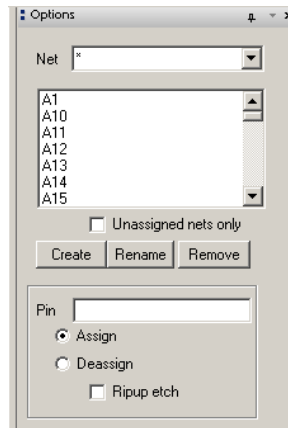 Options
Net *
A1
A10
A11
A12
A13
A14
A15
Unassigned nets only
Create Rename Remove
Pin
Assign
Deassign
Ripup etch